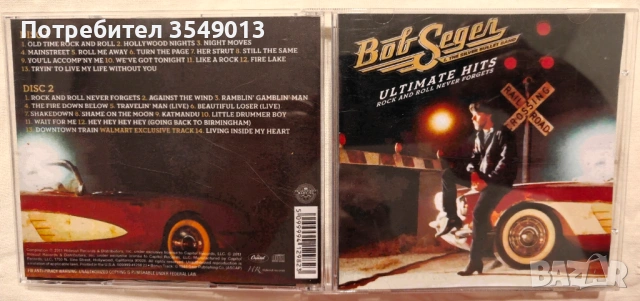 Потребител 3549013
1. OLD TIME ROCK AND ROLL 2. HOLLYWOOD NIGHTS 3. NIGHT MOVES
4. MAINSTREET 5. ROLL ME AWAY 6. TURN THE PAGE 7. HER STRUT 8. STILL THE SAME
9. YOU'LL ACCOMP'NY ME 10. WE'VE GOT TONIGHT 11. LIKE A ROCK 12. FIRE LAKE
13. TRYIN' TO LIVE MY LIFE WITHOUT YOU
DISC 2
1. ROCK AND ROLL NEVER FORGETS 2. AGAINST THE WIND 3. RAMBLIN' GAMBLIN' MAN
4. THE FIRE DOWN BELOW 5. TRAVELIN' MAN (LIVE) 6. BEAUTIFUL LOSER (LIVE)
7. SHAKEDOWN 8. SHAME ON THE MOON 9. KATMANDU 10. LITTLE DRUMMER BOY
11. WAIT FOR ME 12. HEY HEY HEY HEY (GOING BACK TO BIRMINGHAM)
13. DOWNTOWN TRAIN WALMART EXCLUSIVE TRACK 14. LIVING INSIDE MY HEART
Capitol
Bob Seger
& THE SILVER BULLET BAND
ULTIMATE HITS
ROCK AND ROLL NEVER FORGETS
RAILROAD
CROSSING
bazar